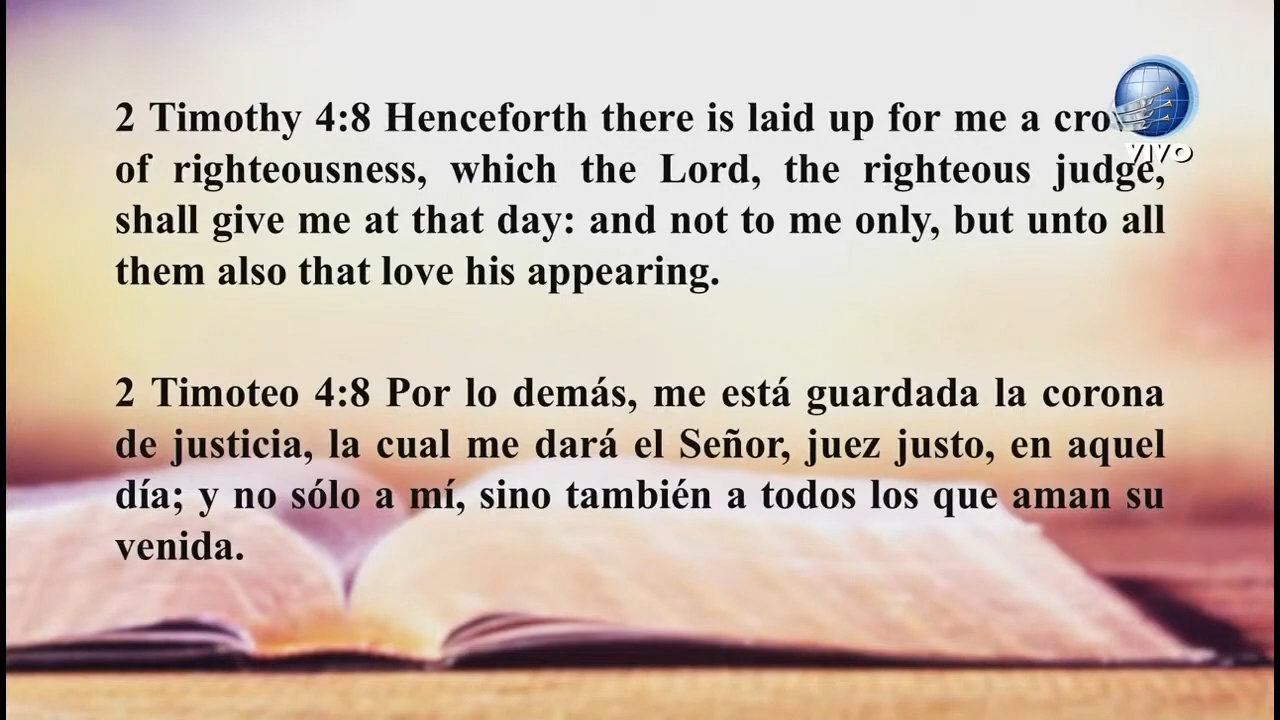 2 Timothy 4:8 Henceforth there is laid up for me a
of righteousness, which the Lord, the righteous judge,
shall give me at that day: and not to me only, but unto all
them also that love his appearing.
2 Timoteo 4:8 Por lo demás, me está guardada la corona
de justicia, la cual me dará el Señor, juez justo, en aquel
día; y no sólo a mí, sino también a todos los que aman su
venida.
VIVO